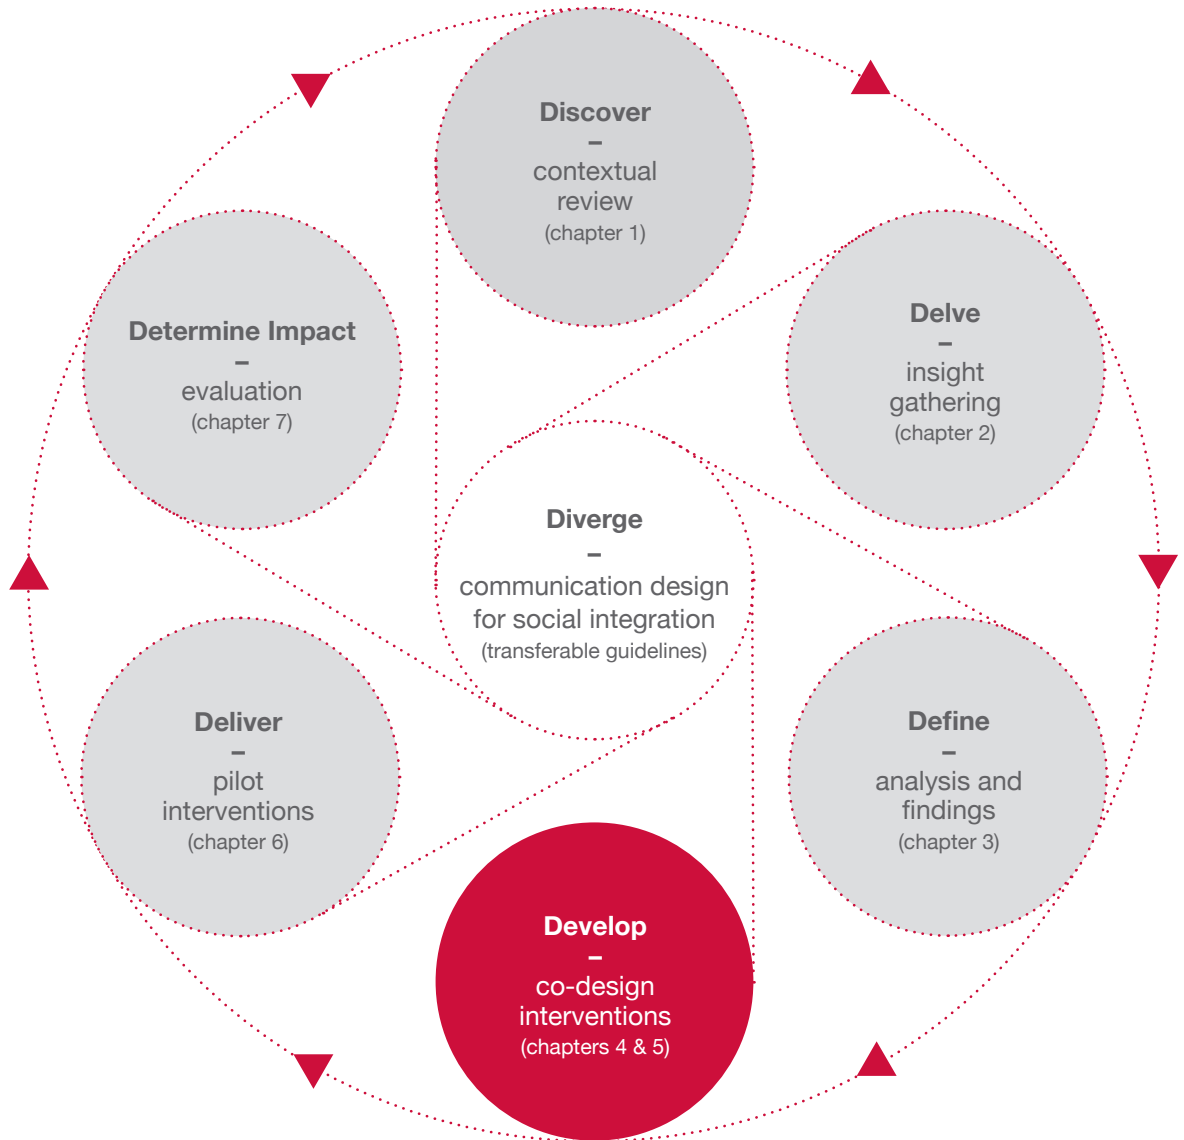 Discover
–
contextual
review
(chapter 1)
Delve
–
insight
gathering
(chapter 2)
Determine Impact
–
evaluation
(chapter 7)
Diverge
–
communication design
for social integration
(transferable guidelines)
Define
–
analysis and
findings
(chapter 3)
Deliver
–
pilot
interventions
(chapter 6)
Develop
–
co-design
interventions
(chapters 4 & 5)